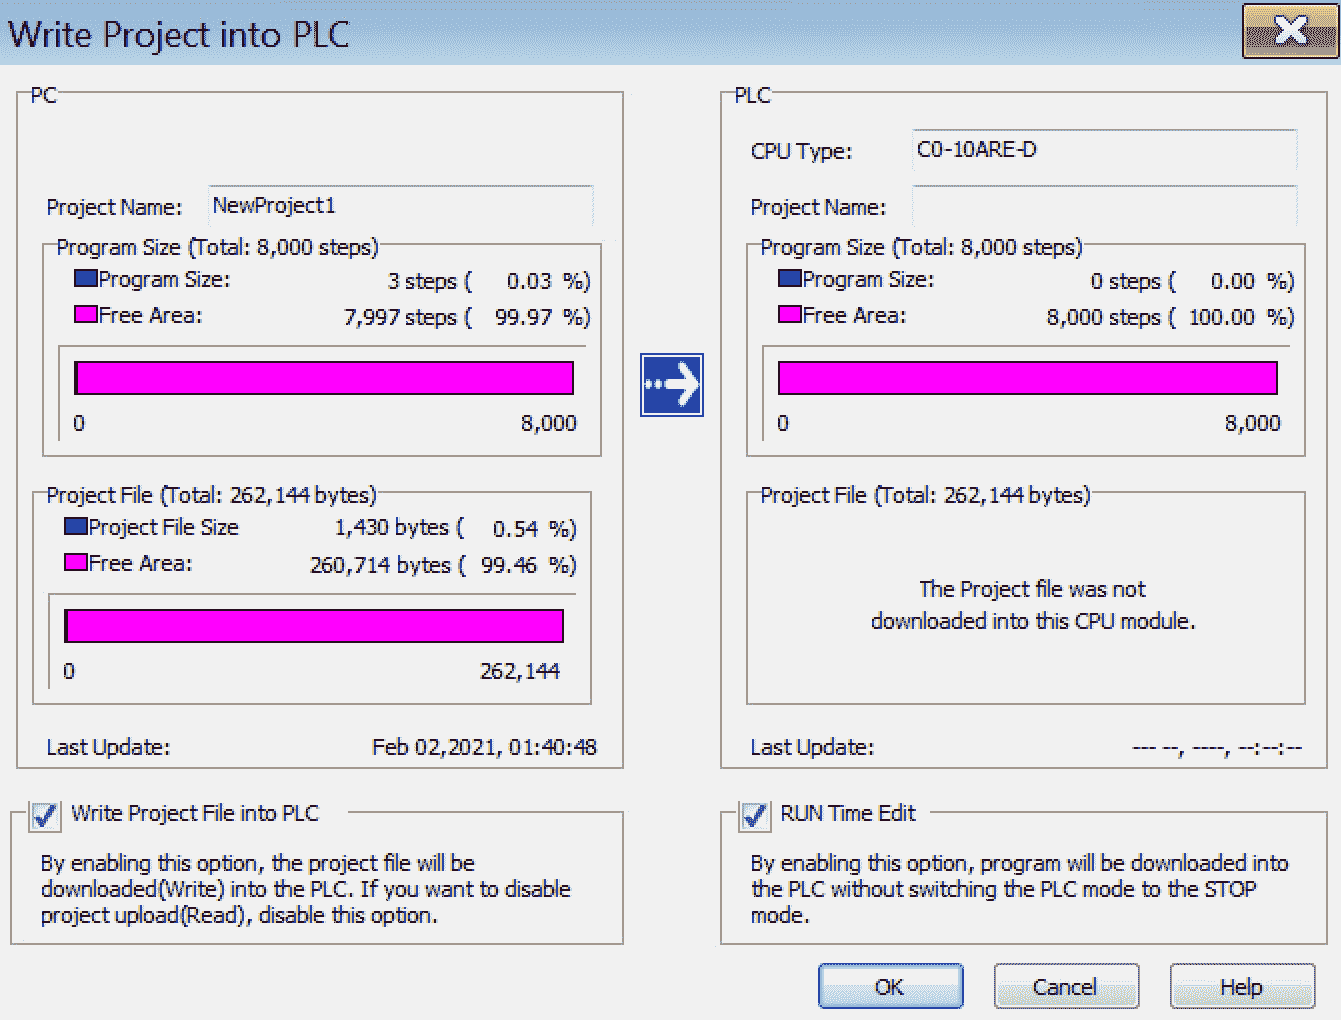 Write Project into PLC
PC
Project Name: NewProject1
Program Size (Total: 8,000 steps)
Program Size: 3 steps ( 0.03 %)
Free Area: 7,997 steps ( 99.97 %)
0 8,000
Project File (Total: 262,144 bytes)
Project File Size 1,430 bytes ( 0.54 %)
Free Area: 260,714 bytes ( 99.46 %)
0 262,144
Last Update: Feb 02,2021, 01:40:48
PLC
CPU Type: C0-10ARE-D
Project Name:
Program Size (Total: 8,000 steps)
Program Size: 0 steps ( 0.00 %)
Free Area: 8,000 steps ( 100.00 %)
0 8,000
Project File (Total: 262,144 bytes)
The Project file was not
downloaded into this CPU module.
Last Update: --- --, ----, --:--:--
Write Project File into PLC
By enabling this option, the project file will be
downloaded(Write) into the PLC. If you want to disable
project upload(Read), disable this option.
RUN Time Edit
By enabling this option, program will be downloaded into
the PLC without switching the PLC mode to the STOP
mode.
OK Cancel Help